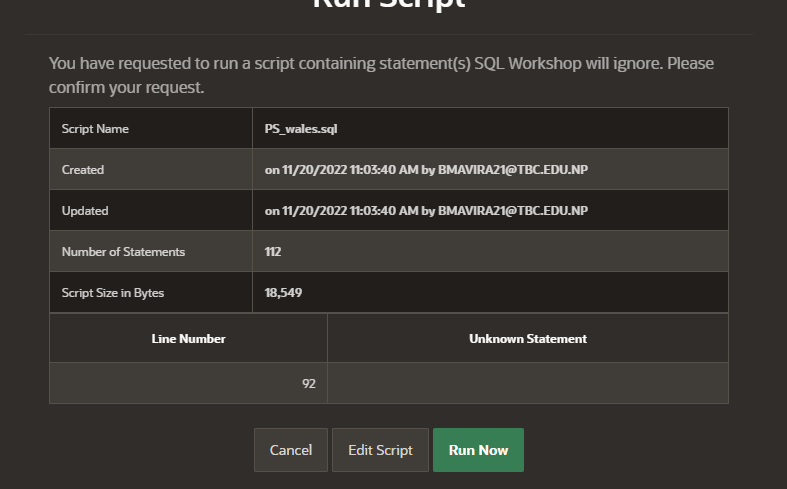 Run Script
You have requested to run a script containing statement(s) SQL Workshop will ignore. Please
confirm your request.
Script Name PS_wales.sql
Created on 11/20/2022 11:03:40 AM by BMAVIRA21@TBC.EDU.NP
Updated on 11/20/2022 11:03:40 AM by BMAVIRA21@TBC.EDU.NP
Number of Statements 112
Script Size in Bytes 18,549
Line Number Unknown Statement
92
Cancel Edit Script Run Now